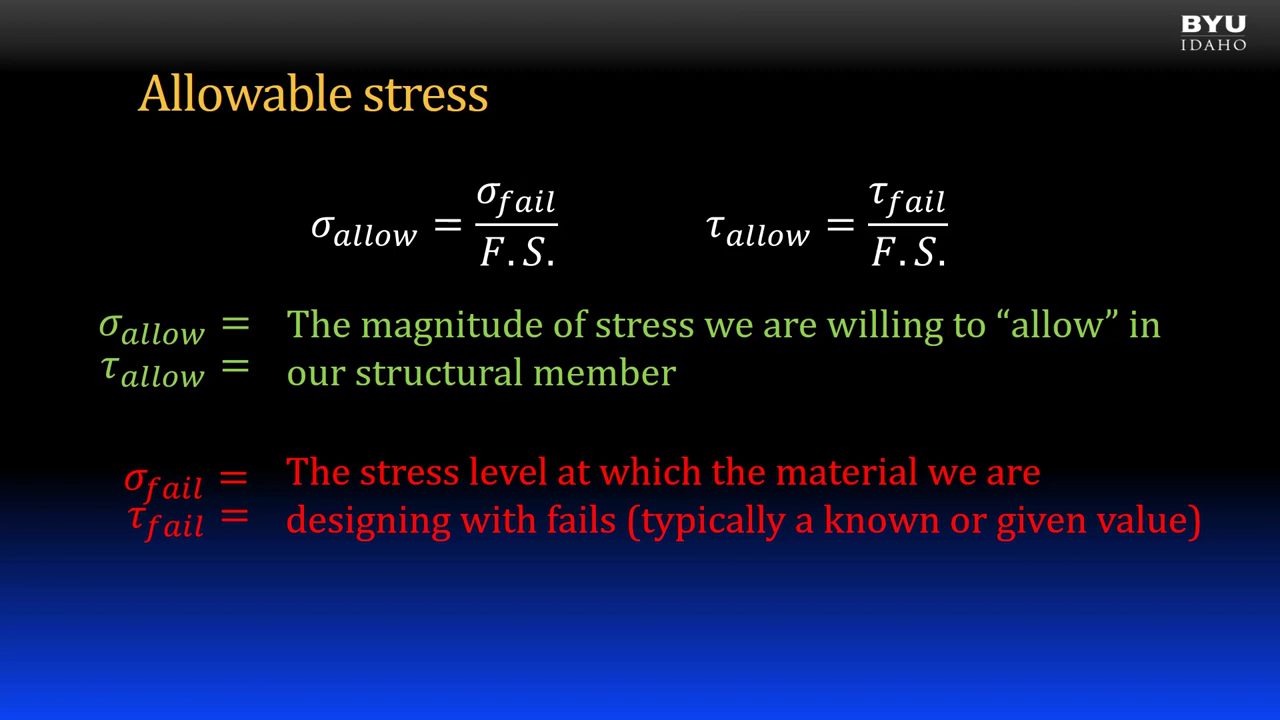 BYU
IDAHO
Allowable stress
σ_allow = σ_fail / F.S.    τ_allow = τ_fail / F.S.
σ_allow = The magnitude of stress we are willing to “allow” in
τ_allow = our structural member
σ_fail = The stress level at which the material we are
τ_fail = designing with fails (typically a known or given value)